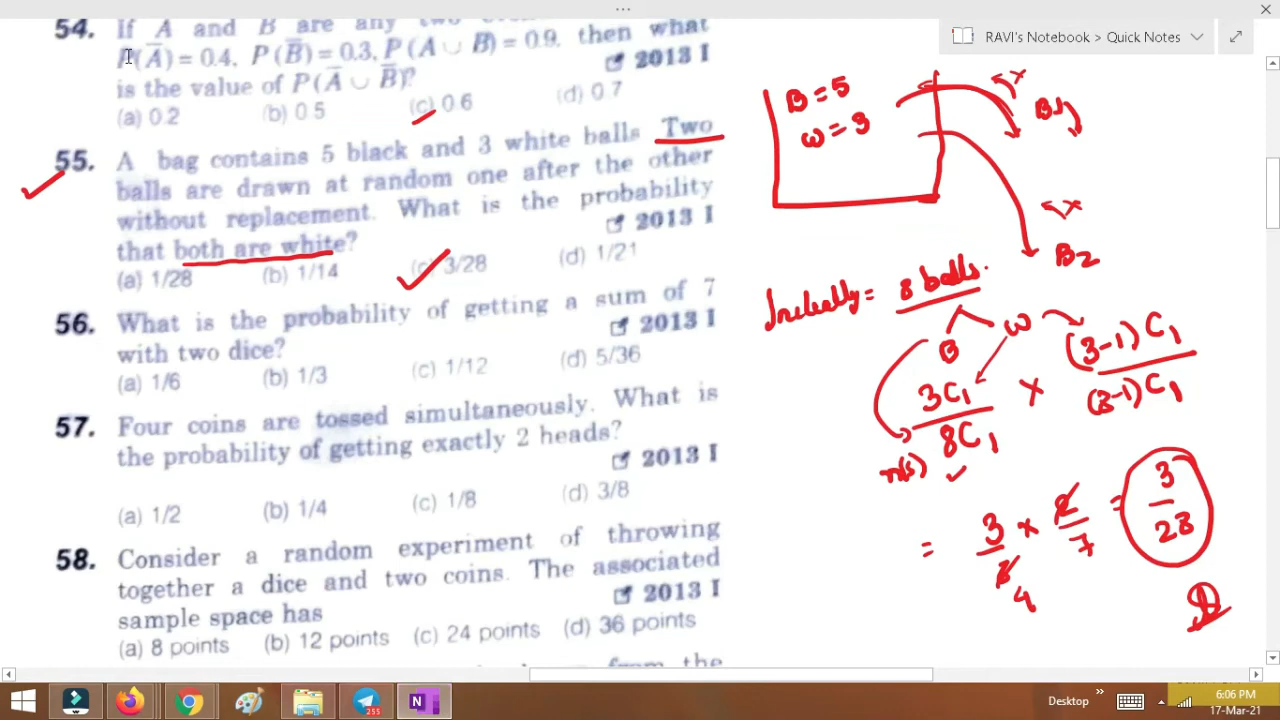 54. If A and B are any two
P(A̅) = 0.4, P(B̅) = 0.3, P(A ∪ B) = 0.9, then what
is the value of P(A̅ ∪ B̅)? 2013 I
(a) 0.2 (b) 0.5 (c) 0.6 (d) 0.7
55. A bag contains 5 black and 3 white balls Two
balls are drawn at random one after the other
without replacement. What is the probability
that both are white? 2013 I
(a) 1/28 (b) 1/14 (c) 3/28 (d) 1/21
56. What is the probability of getting a sum of 7
with two dice? 2013 I
(a) 1/6 (b) 1/3 (c) 1/12 (d) 5/36
57. Four coins are tossed simultaneously. What is
the probability of getting exactly 2 heads?
2013 I
(a) 1/2 (b) 1/4 (c) 1/8 (d) 3/8
58. Consider a random experiment of throwing
together a dice and two coins. The associated
sample space has 2013 I
(a) 8 points (b) 12 points (c) 24 points (d) 36 points
from the
RAVI's Notebook > Quick Notes
B = 5
W = 3
B1
B2
Initially = 8 balls.
B W
3C₁ / 8C₁ × (3-1)C₁ / (8-1)C₁
n(s)
= 3/8 × 2/7 = 3/28
4
N
255
Desktop
6:06 PM
17-Mar-21